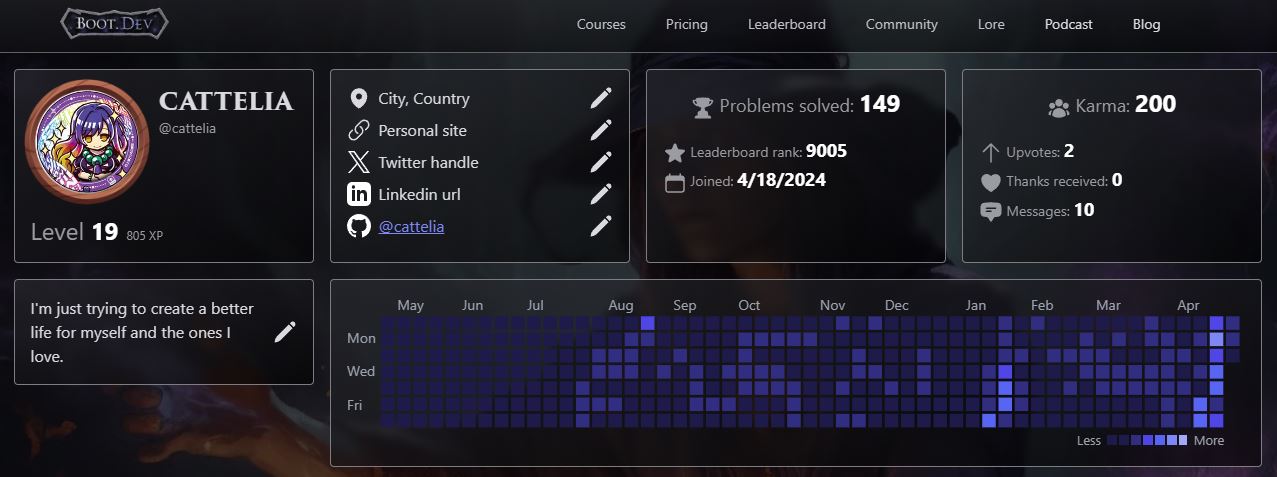 BOOT.DEV
Courses Pricing Leaderboard Community Lore Podcast Blog
CATTELIA
@cattelia
Level 19 805 XP
City, Country
Personal site
Twitter handle
Linkedin url
@cattelia
Problems solved: 149
Leaderboard rank: 9005
Joined: 4/18/2024
Karma: 200
Upvotes: 2
Thanks received: 0
Messages: 10
I'm just trying to create a better
life for myself and the ones I
love.
May Jun Jul Aug Sep Oct Nov Dec Jan Feb Mar Apr
Mon
Wed
Fri
Less More